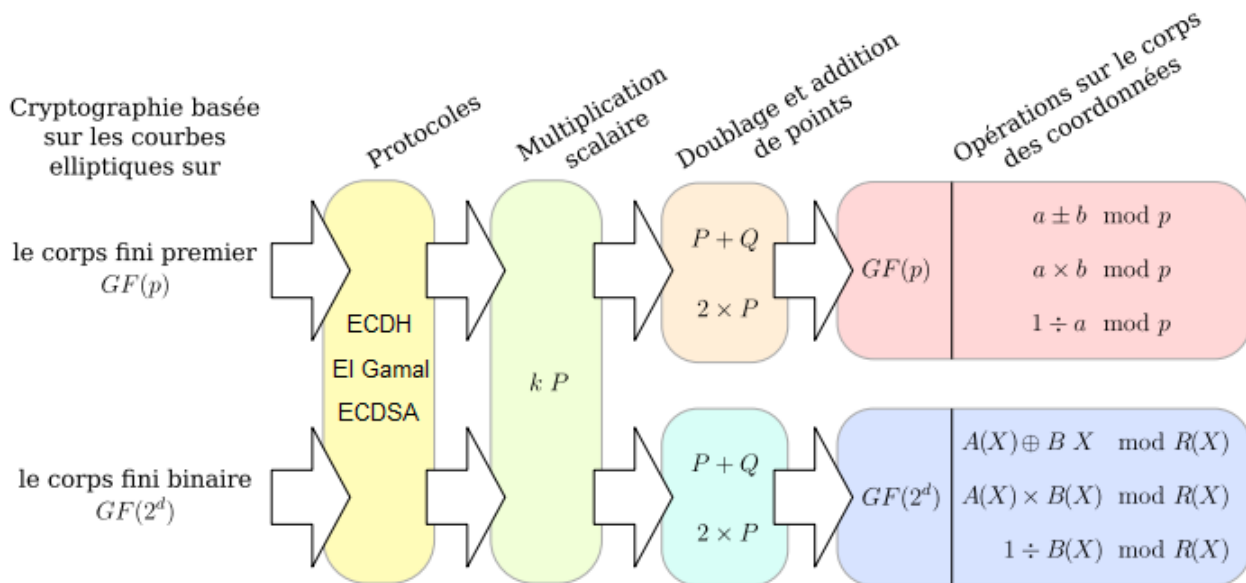 Cryptographie basée
sur les courbes
elliptiques sur
Protocoles
Multiplication
scalaire
Doublage et addition
de points
Opérations sur le corps
des coordonnées
le corps fini premier
GF(p)
ECDH
El Gamal
ECDSA
k P
P + Q
2 × P
GF(p)
a ± b mod p
a × b mod p
1 ÷ a mod p
le corps fini binaire
GF(2^d)
P + Q
2 × P
GF(2^d)
A(X) ⊕ B X mod R(X)
A(X) × B(X) mod R(X)
1 ÷ B(X) mod R(X)